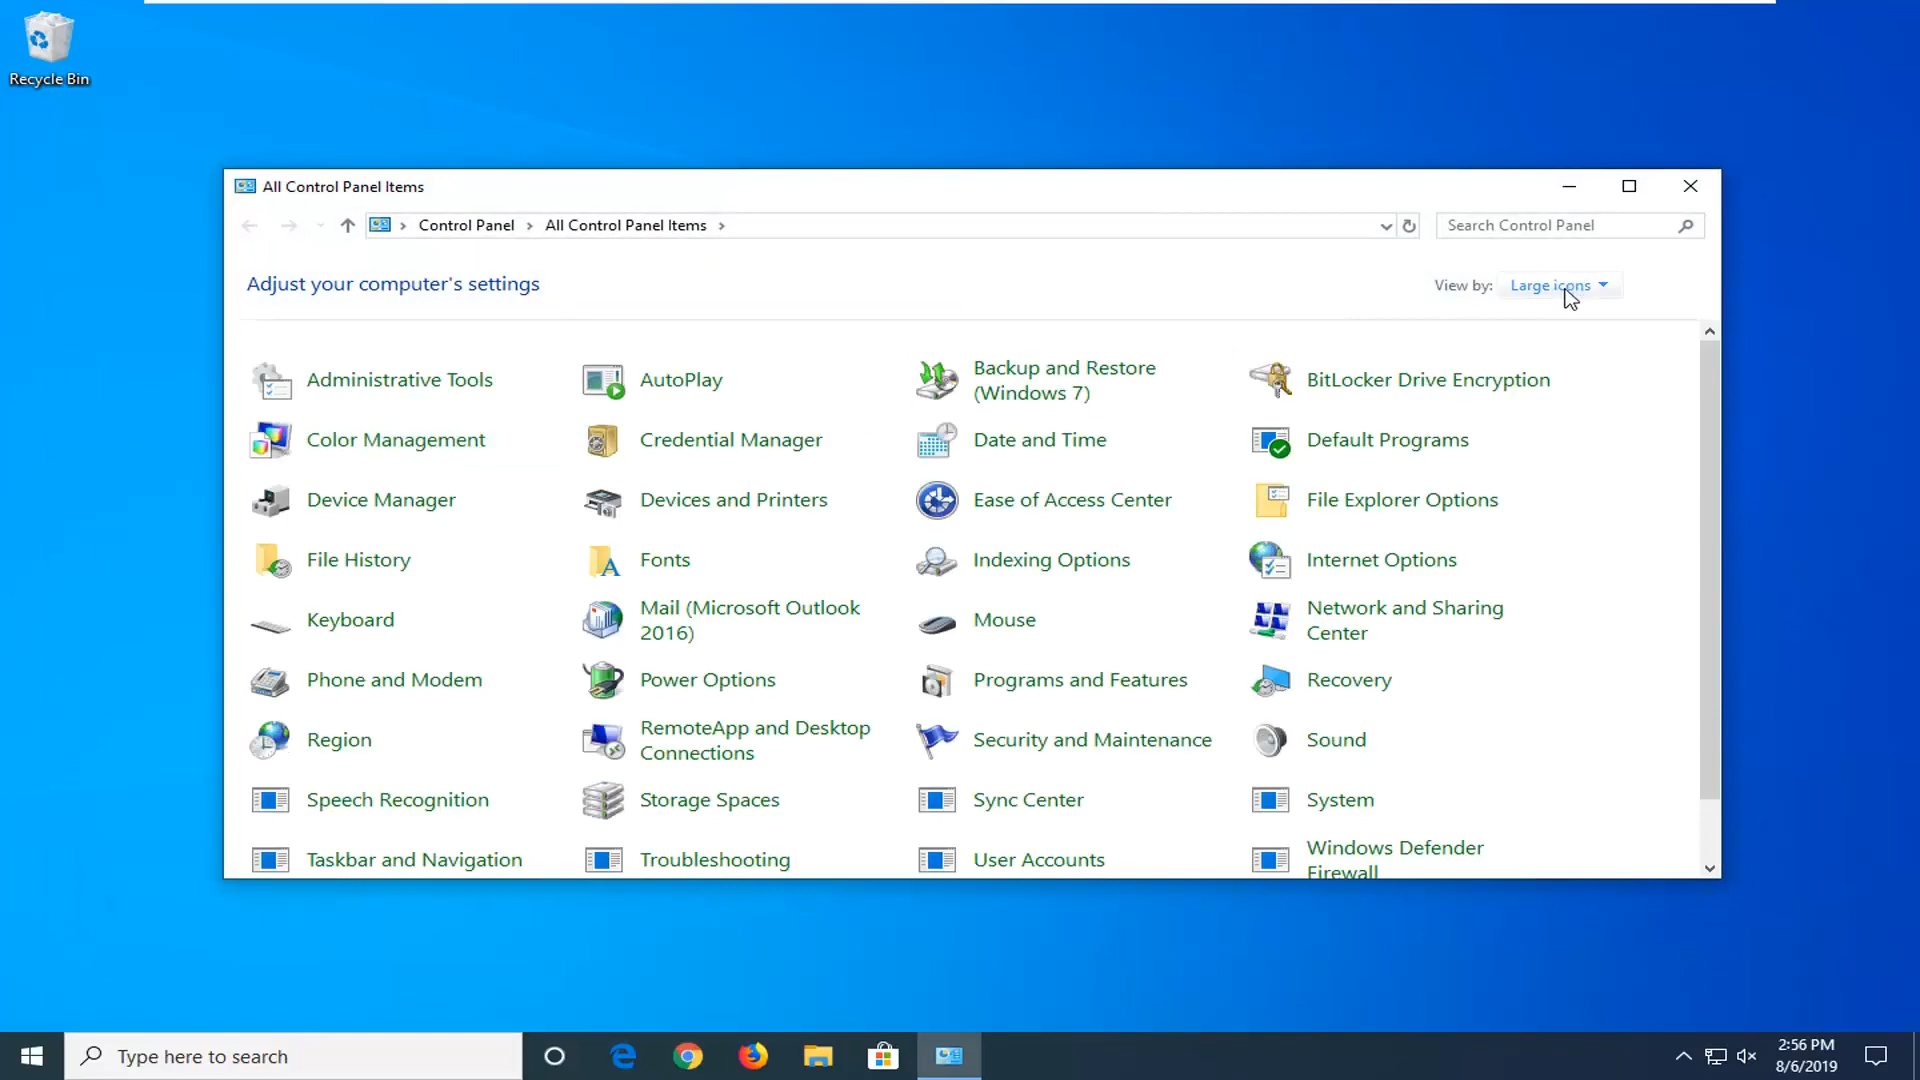 Recycle Bin
All Control Panel Items
Control Panel
All Control Panel Items
Search Control Panel
Adjust your computer's settings
View by:
Large icons
Administrative Tools
AutoPlay
Backup and Restore
(Windows 7)
BitLocker Drive Encryption
Color Management
Credential Manager
Date and Time
Default Programs
Device Manager
Devices and Printers
Ease of Access Center
File Explorer Options
File History
Fonts
Indexing Options
Internet Options
Keyboard
Mail (Microsoft Outlook
2016)
Mouse
Network and Sharing
Center
Phone and Modem
Power Options
Programs and Features
Recovery
Region
RemoteApp and Desktop
Connections
Security and Maintenance
Sound
Speech Recognition
Storage Spaces
Sync Center
System
Taskbar and Navigation
Troubleshooting
User Accounts
Windows Defender
Firewall
Type here to search
2:56 PM
8/6/2019